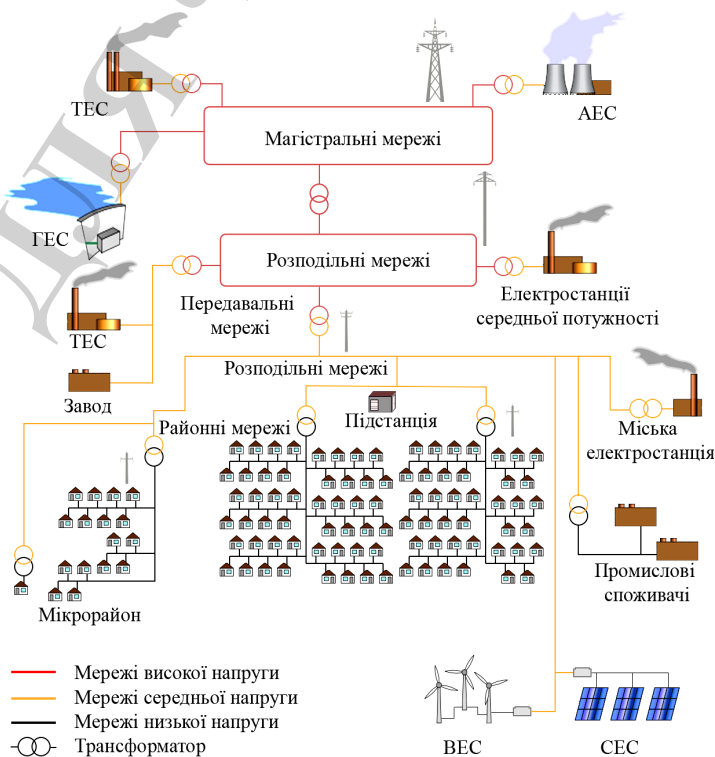 ДЛЯ
ТЕС
АЕС
Магістральні мережі
ГЕС
Розподільні мережі
Передавальні
мережі
Електростанції
середньої потужності
ТЕС
Розподільні мережі
Завод
Районні мережі
Підстанція
Міська
електростанція
Промислові
споживачі
Мікрорайон
Мережі високої напруги
Мережі середньої напруги
Мережі низької напруги
Трансформатор
ВЕС
СЕС